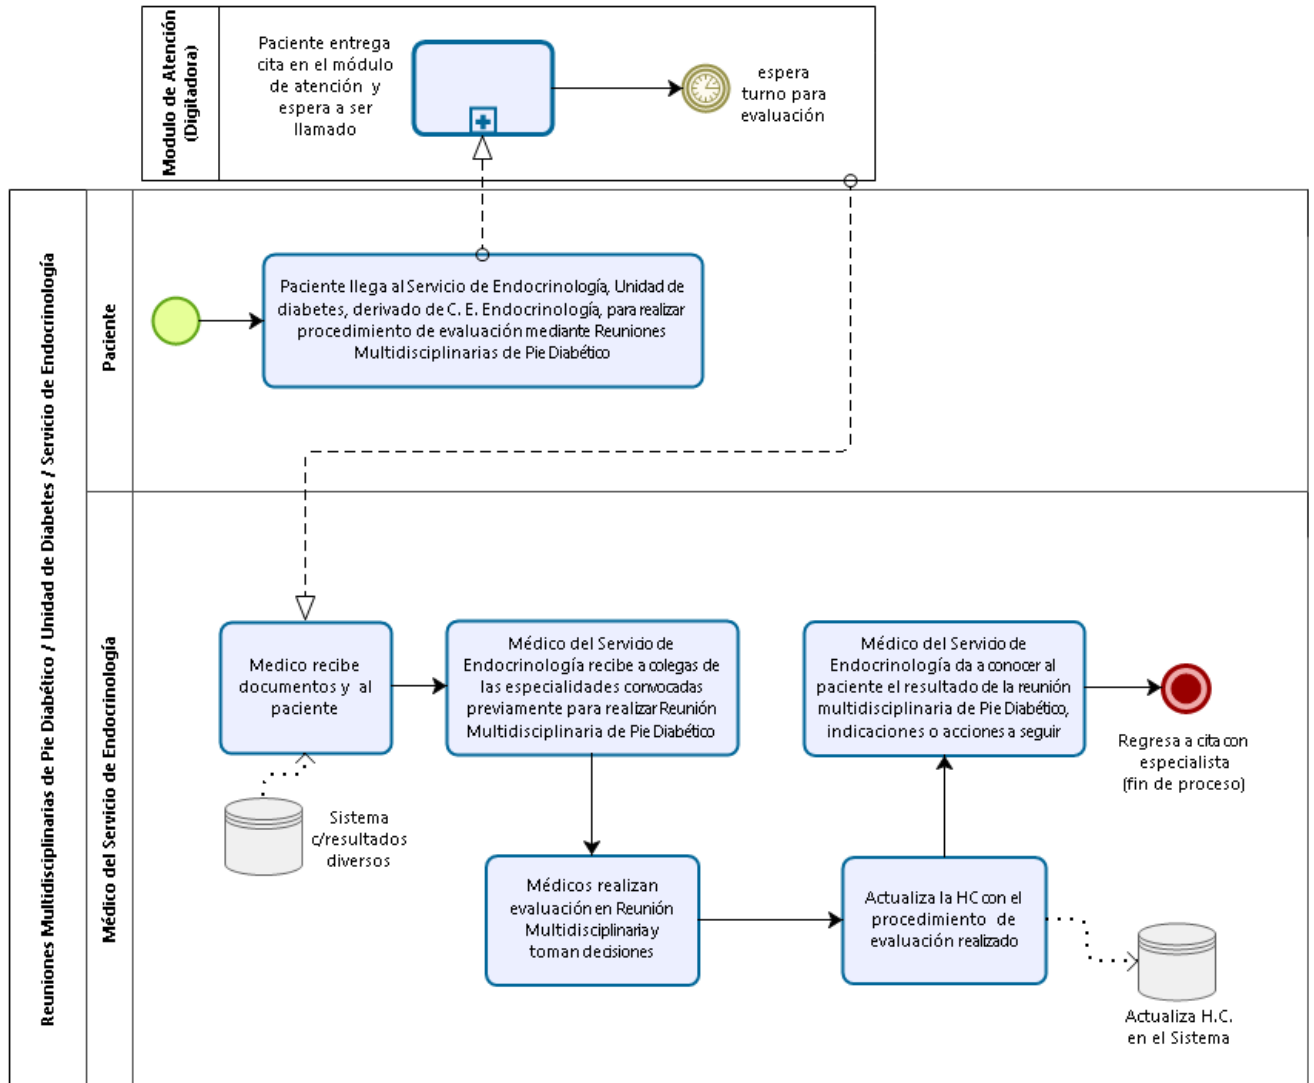 Modulo de Atención
(Digitadora)
Paciente entrega
cita en el módulo
de atención y
espera a ser
llamado
espera
turno para
evaluación
Reuniones Multidisciplinarias de Pie Diabético / Unidad de Diabetes / Servicio de Endocrinología
Paciente
Paciente llega al Servicio de Endocrinología, Unidad de
diabetes, derivado de C. E. Endocrinología, para realizar
procedimiento de evaluación mediante Reuniones
Multidisciplinarias de Pie Diabético
Médico del Servicio de Endocrinología
Medico recibe
documentos y al
paciente
Médico del Servicio de
Endocrinología recibe a colegas de
las especialidades convocadas
previamente para realizar Reunión
Multidisciplinaria de Pie Diabético
Médico del Servicio de
Endocrinología da a conocer al
paciente el resultado de la reunión
multidisciplinaria de Pie Diabético,
indicaciones o acciones a seguir
Regresa a cita con
especialista
(fin de proceso)
Sistema
c/resultados
diversos
Médicos realizan
evaluación en Reunión
Multidisciplinaria y
toman decisiones
Actualiza la HC con el
procedimiento de
evaluación realizado
Actualiza H.C.
en el Sistema